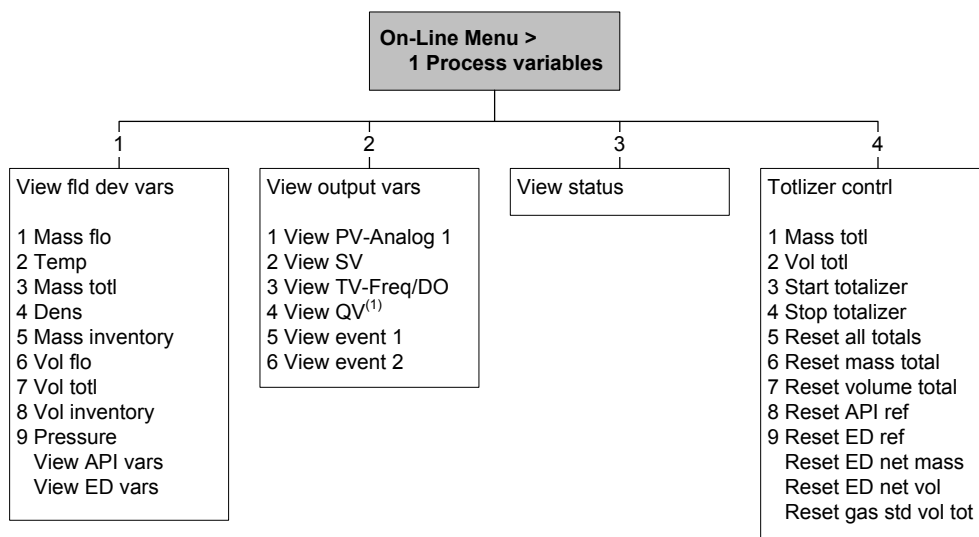 On-Line Menu >
1 Process variables
1
2
3
4
View fld dev vars
1 Mass flo
2 Temp
3 Mass totl
4 Dens
5 Mass inventory
6 Vol flo
7 Vol totl
8 Vol inventory
9 Pressure
View API vars
View ED vars
View output vars
1 View PV-Analog 1
2 View SV
3 View TV-Freq/DO
4 View QV(1)
5 View event 1
6 View event 2
View status
Totlizer contrl
1 Mass totl
2 Vol totl
3 Start totalizer
4 Stop totalizer
5 Reset all totals
6 Reset mass total
7 Reset volume total
8 Reset API ref
9 Reset ED ref
Reset ED net mass
Reset ED net vol
Reset gas std vol tot